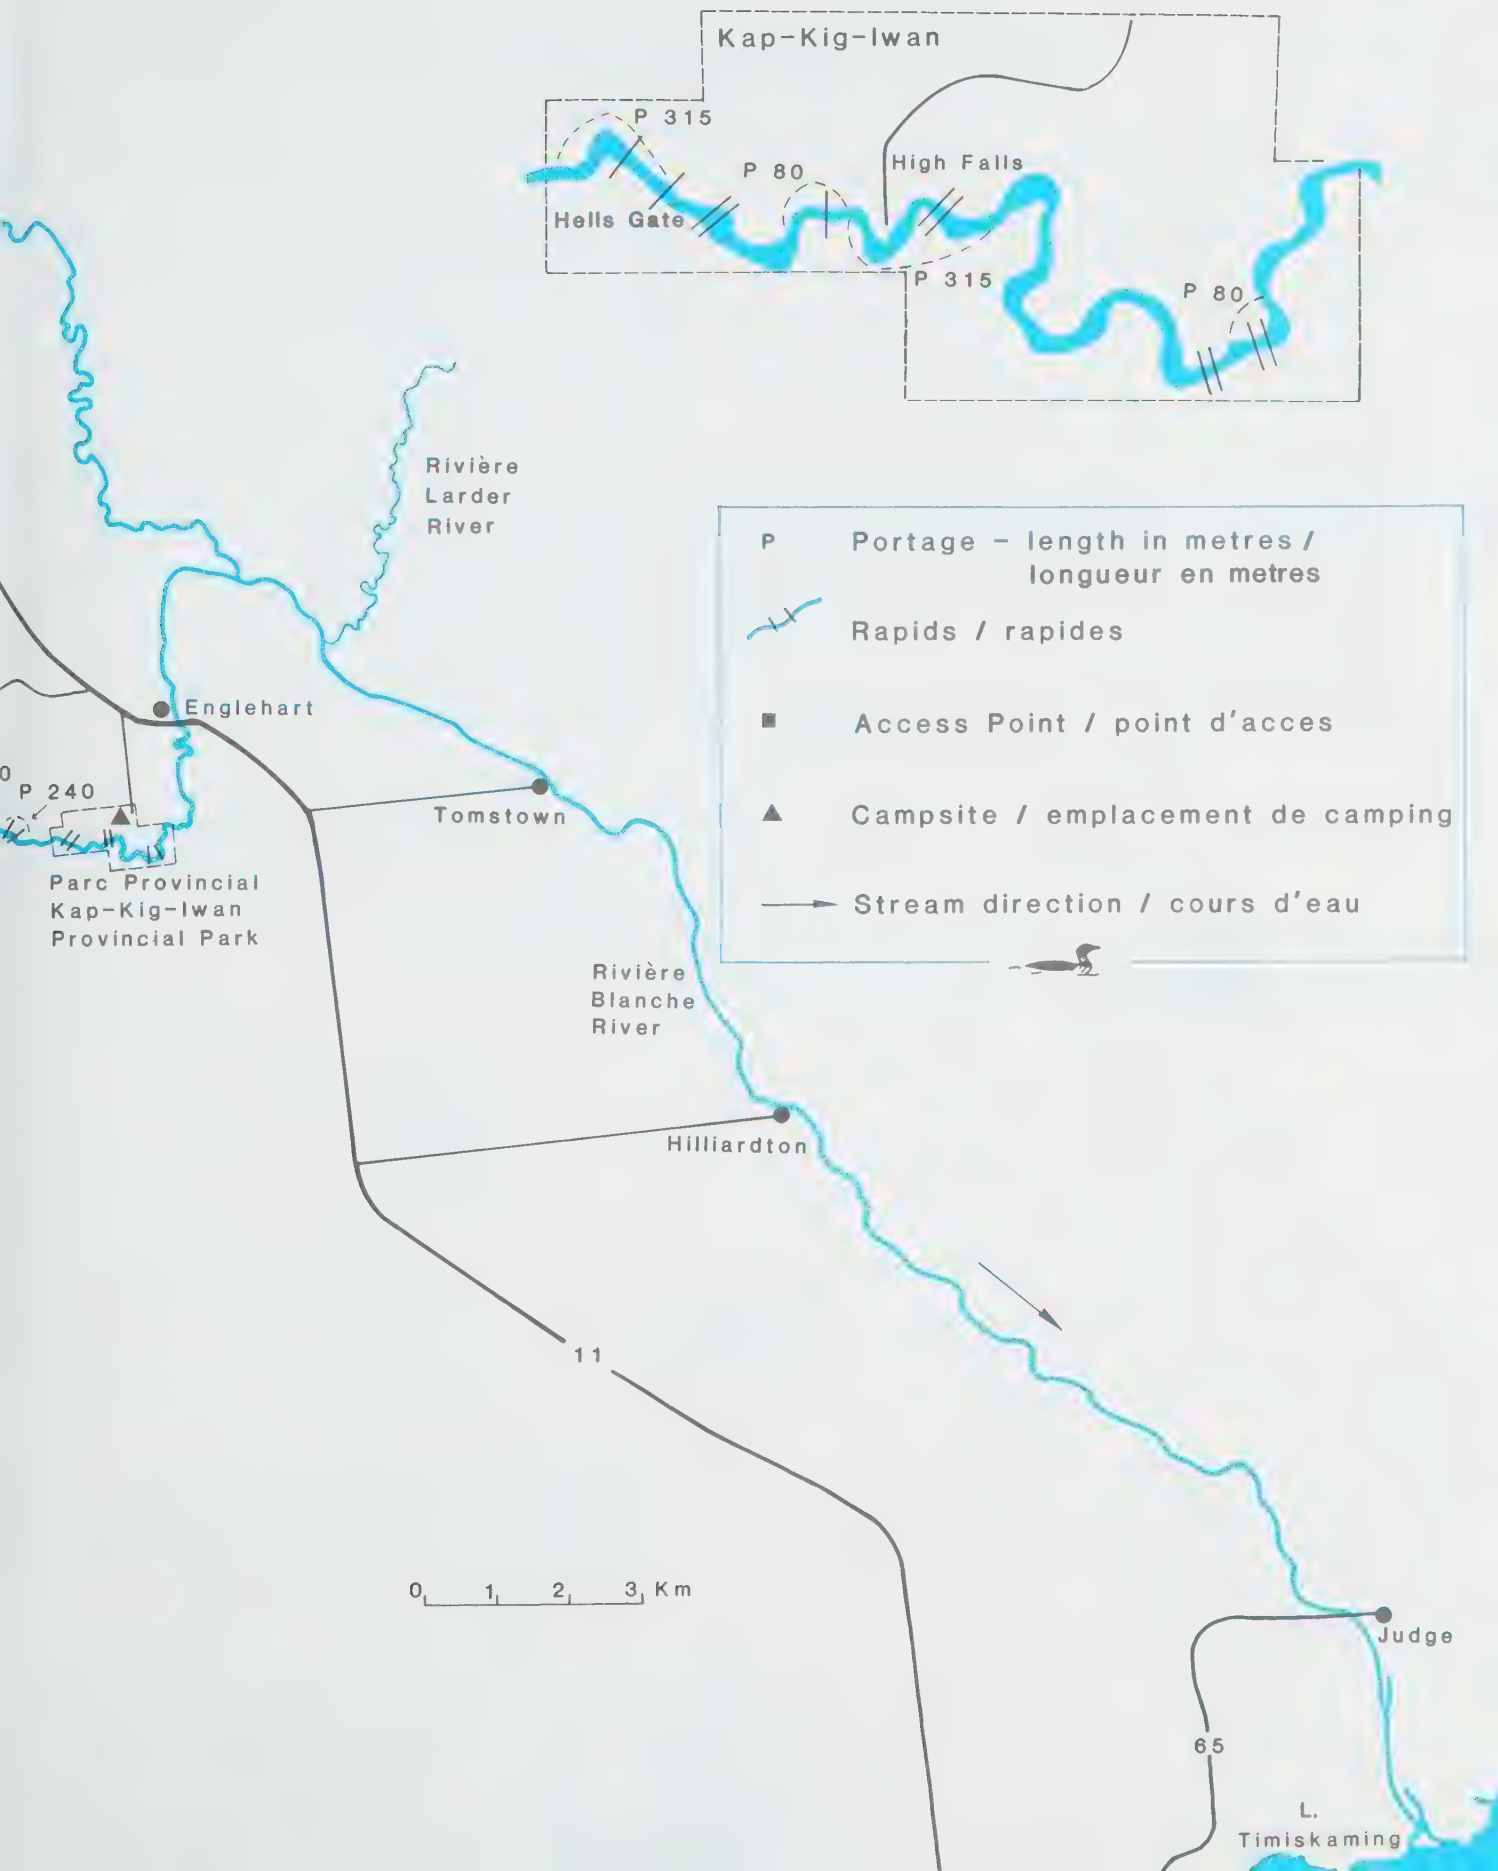 Kap-Kig-Iwan
P 315
P 80
High Falls
Hells Gate
P 315
P 80
Rivière
Larder
River
P Portage - length in metres /
longueur en metres
Rapids / rapides
Access Point / point d'acces
Campsite / emplacement de camping
Stream direction / cours d'eau
Englehart
0
P 240
Tomstown
Parc Provincial
Kap-Kig-Iwan
Provincial Park
Rivière
Blanche
River
Hilliardton
11
0 1 2 3 Km
Judge
65
L.
Timiskaming